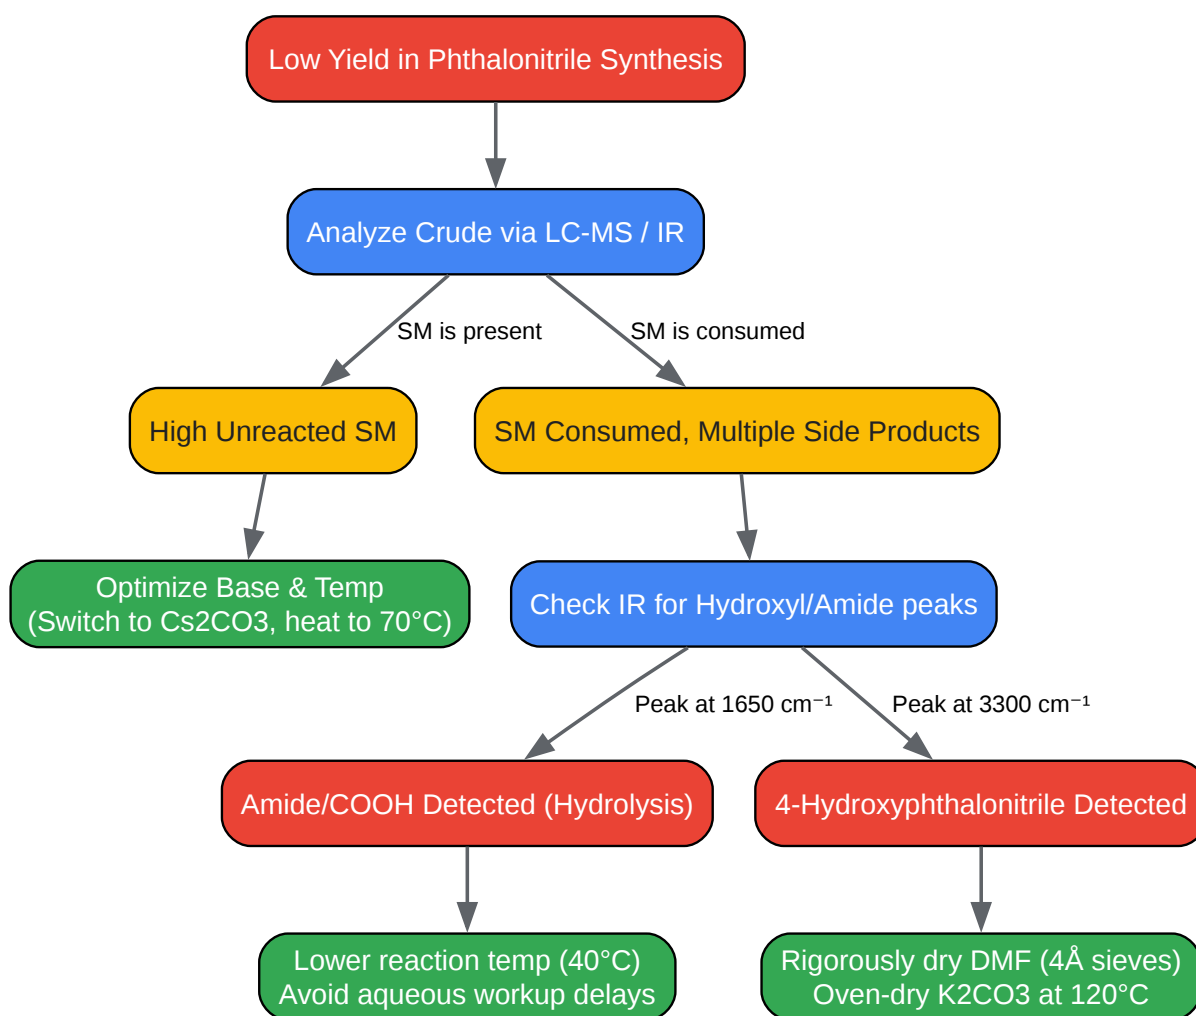 Low Yield in Phthalonitrile Synthesis
Analyze Crude via LC-MS / IR
SM is present
SM is consumed
High Unreacted SM
SM Consumed, Multiple Side Products
Optimize Base & Temp
(Switch to Cs2CO3, heat to 70°C)
Check IR for Hydroxyl/Amide peaks
Peak at 1650 cm⁻¹
Peak at 3300 cm⁻¹
Amide/COOH Detected (Hydrolysis)
4-Hydroxyphthalonitrile Detected
Lower reaction temp (40°C)
Avoid aqueous workup delays
Rigorously dry DMF (4Å sieves)
Oven-dry K2CO3 at 120°C